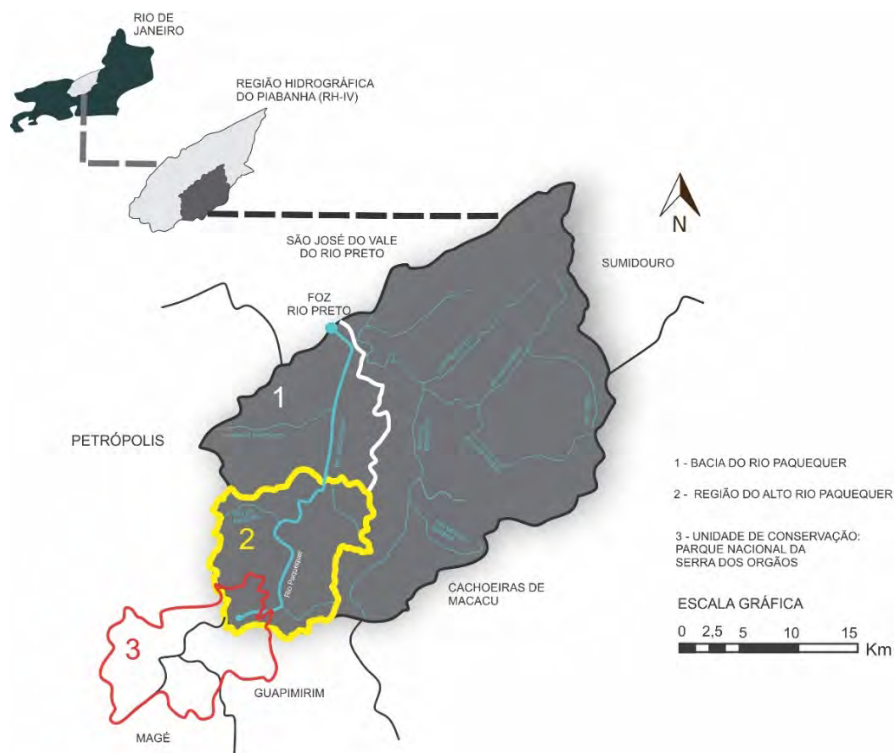 RIO DE
JANEIRO
REGIÃO HIDROGRÁFICA
DO PIABANHA (RH-IV)
N
SÃO JOSÉ DO VALE
DO RIO PRETO
SUMIDOURO
FOZ
RIO PRETO
1
PETRÓPOLIS
2
Rio Paquequer
3
CACHOEIRAS DE
MACACU
GUAPIMIRIM
MAGÉ
1 - BACIA DO RIO PAQUEQUER
2 - REGIÃO DO ALTO RIO PAQUEQUER
3 - UNIDADE DE CONSERVAÇÃO:
PARQUE NACIONAL DA
SERRA DOS ORGÃOS
ESCALA GRÁFICA
0 2,5 5 10 15
Km